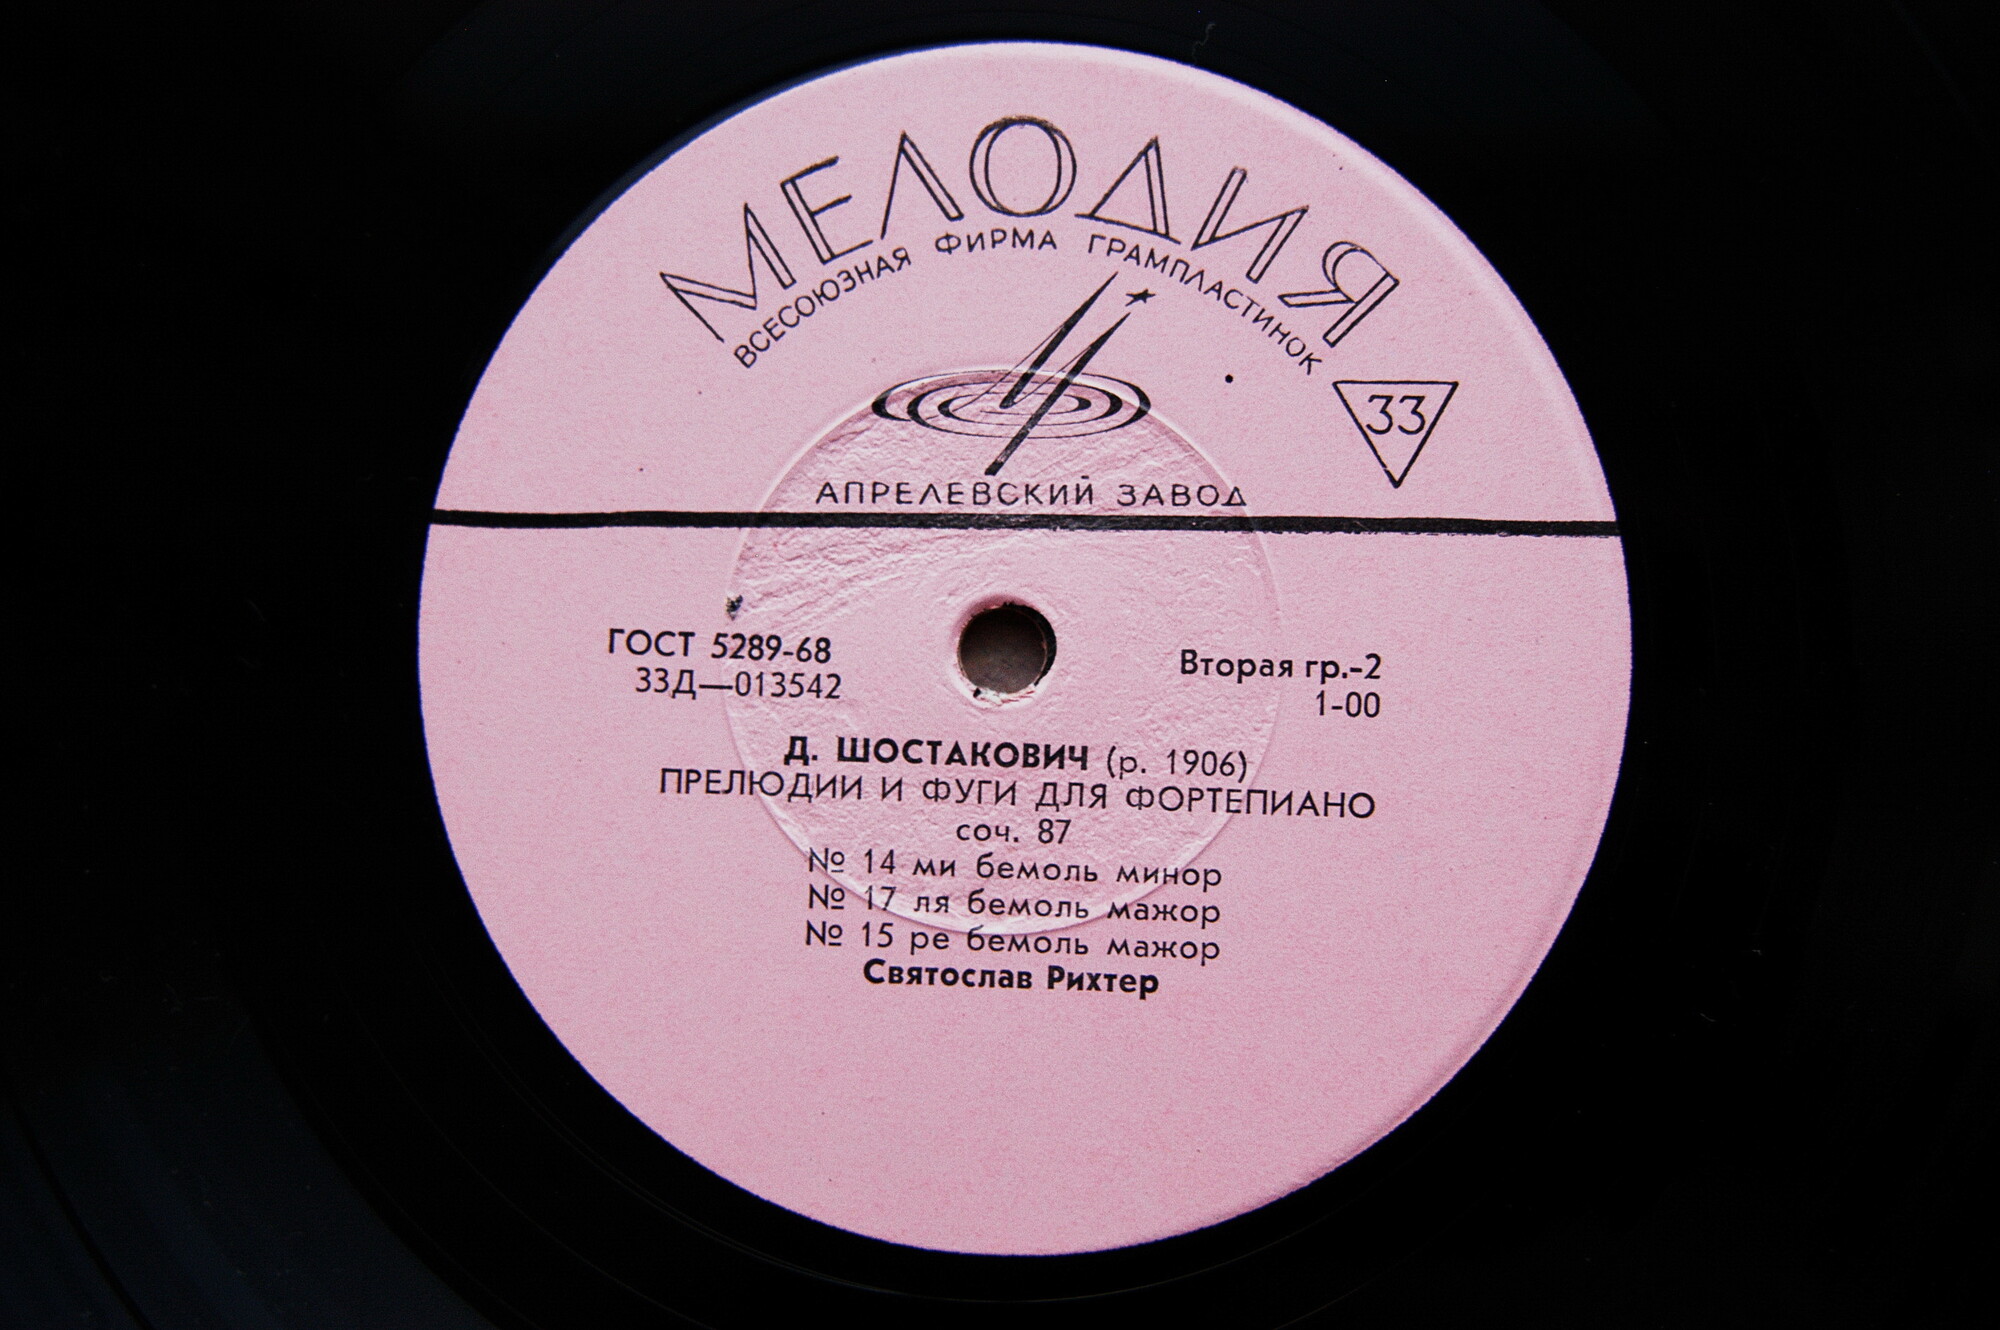 МЕЛОДИЯ
ВСЕСОЮЗНАЯ ФИРМА ГРАМПЛАСТИНОК
33
АПРЕЛЕВСКИЙ ЗАВОД
ГОСТ 5289-68
33Д—013542
Вторая гр.-2
1-00
Д. ШОСТАКОВИЧ (р. 1906)
ПРЕЛЮДИИ И ФУГИ ДЛЯ ФОРТЕПИАНО
соч. 87
№ 14 ми бемоль минор
№ 17 ля бемоль мажор
№ 15 ре бемоль мажор
Святослав Рихтер